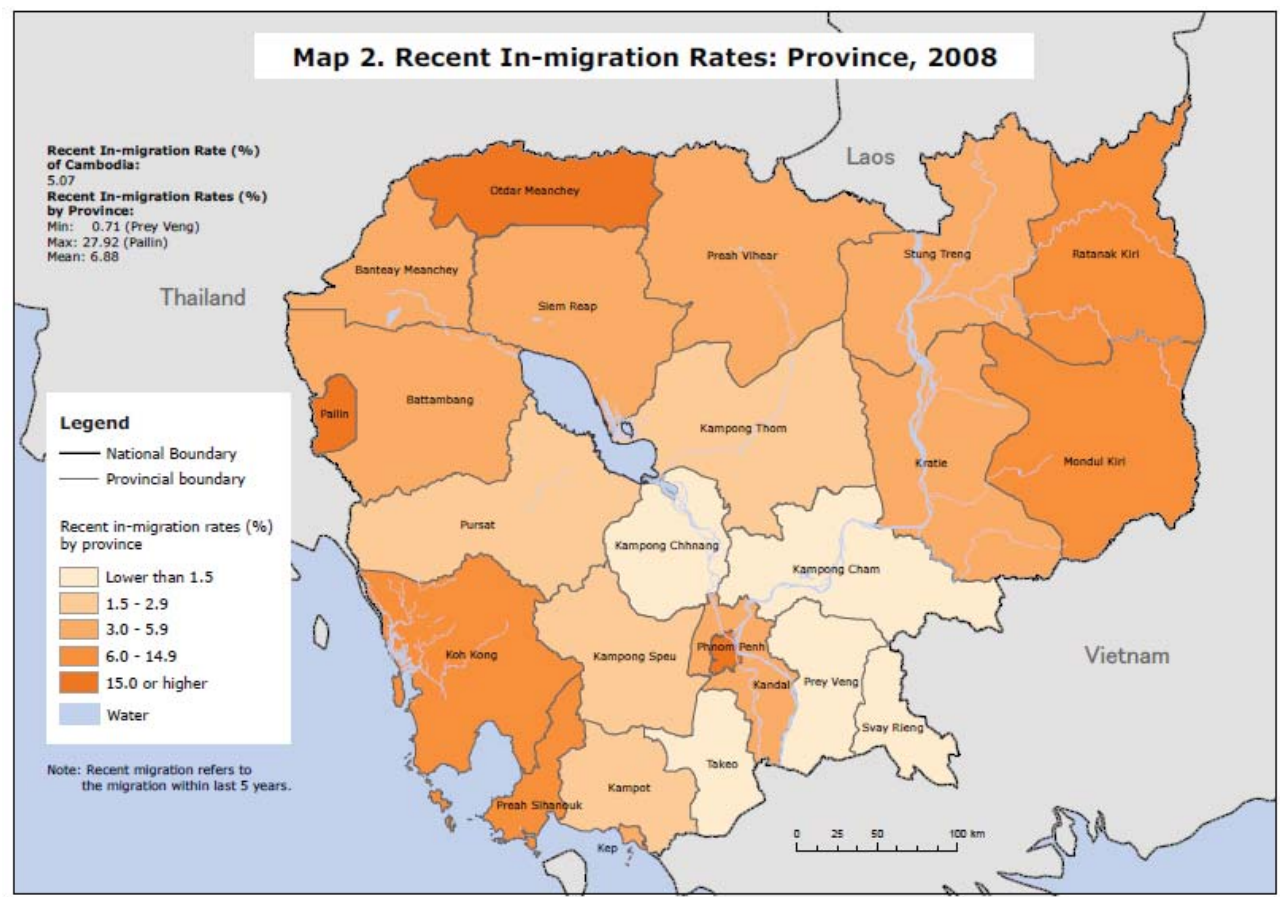 Map 2. Recent In-migration Rates: Province, 2008
Recent In-migration Rate (%)
of Cambodia:
5.07
Recent In-migration Rates (%)
by Province:
Min: 0.71 (Prey Veng)
Max: 27.92 (Pailin)
Mean: 6.88
Laos
Thailand
Vietnam
Otdar Meanchey
Banteay Meanchey
Siem Reap
Preah Vihear
Stung Treng
Ratanak Kiri
Pailin
Battambang
Kampong Thom
Kratie
Mondul Kiri
Pursat
Kampong Chhnang
Kampong Cham
Koh Kong
Kampong Speu
Phnom Penh
Kandal
Prey Veng
Svay Rieng
Takeo
Kampot
Preah Sihanouk
Kep
Legend
National Boundary
Provincial boundary
Recent in-migration rates (%)
by province
Lower than 1.5
1.5 - 2.9
3.0 - 5.9
6.0 - 14.9
15.0 or higher
Water
Note: Recent migration refers to
the migration within last 5 years.
0 25 50 100 km